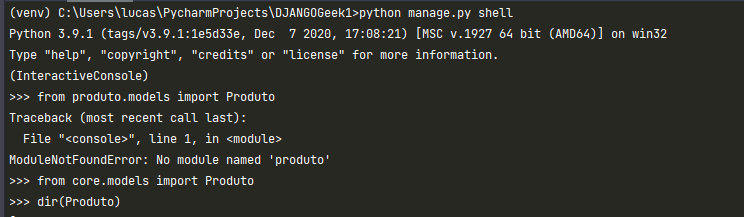 (venv) C:\Users\lucas\PycharmProjects\DJANGOGeek1>python manage.py shell
Python 3.9.1 (tags/v3.9.1:1e5d33e, Dec  7 2020, 17:08:21) [MSC v.1927 64 bit (AMD64)] on win32
Type "help", "copyright", "credits" or "license" for more information.
(InteractiveConsole)
>>> from produto.models import Produto
Traceback (most recent call last):
  File "<console>", line 1, in <module>
ModuleNotFoundError: No module named 'produto'
>>> from core.models import Produto
>>> dir(Produto)